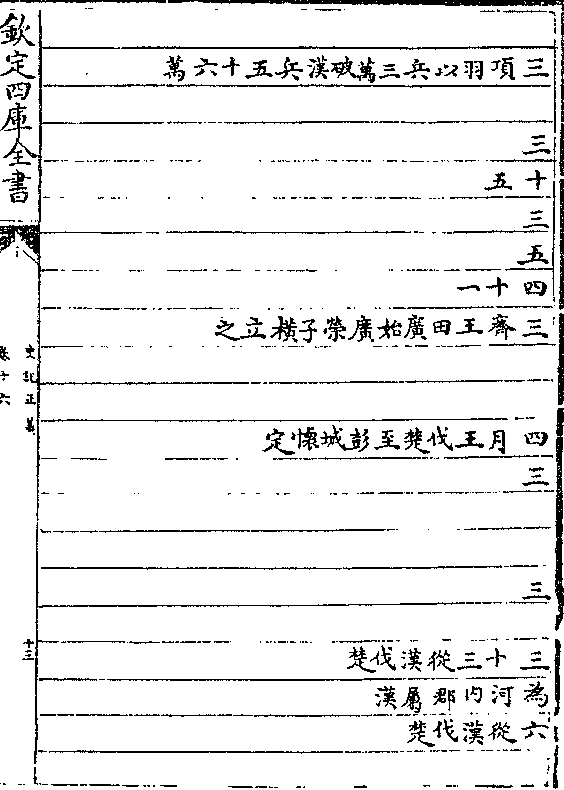 三項羽以兵三萬破漢兵五十六萬
三
十五
三
五
四十一
三齊王田廣始廣榮子橫立之
四月王伐楚至彭城懷定
三
三
三十三從漢伐楚
為河内郡屬漢
六從漢伐楚
欽定四庫全書
史記正義
卷十六
十三